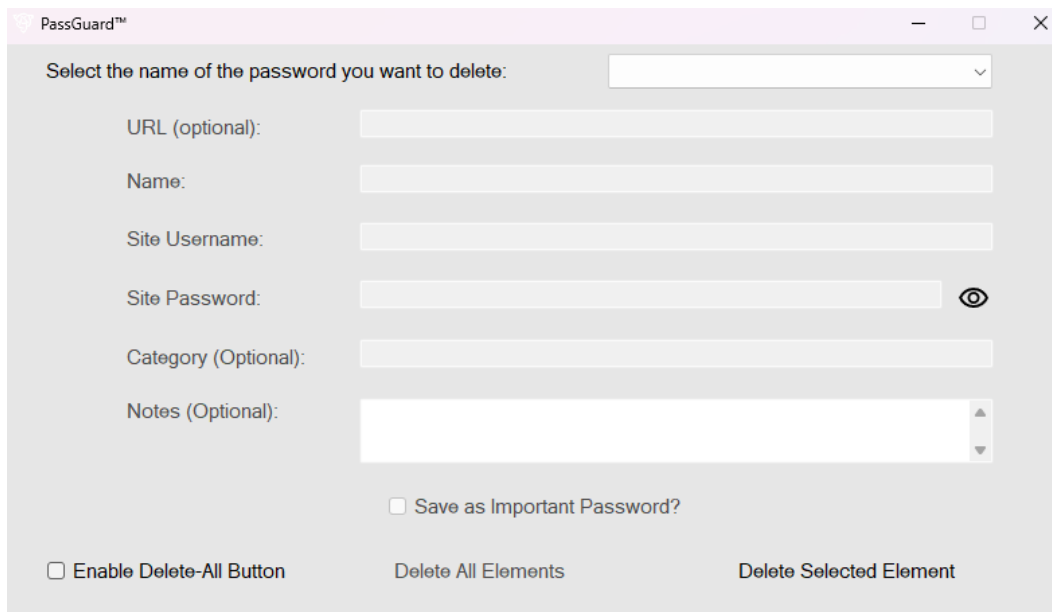 PassGuard™
Select the name of the password you want to delete:
URL (optional):
Name:
Site Username:
Site Password:
Category (Optional):
Notes (Optional):
Save as Important Password?
Enable Delete-All Button Delete All Elements Delete Selected Element